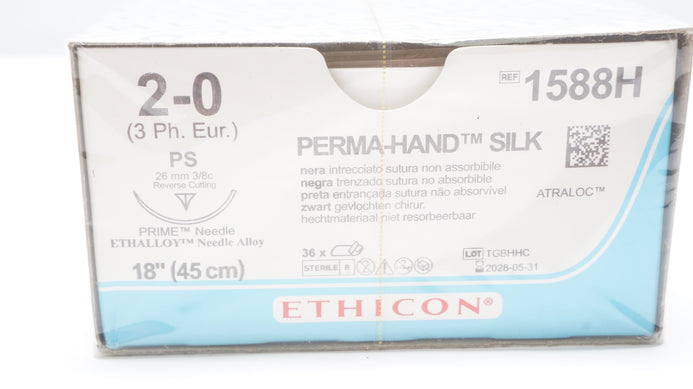 2-0
(3 Ph. Eur.)
PS
26 mm 3/8c
Reverse Cutting
PRIME™ Needle
ETHALLOY™ Needle Alloy
18" (45 cm)
REF 1588H
PERMA-HAND™ SILK
nera intrecciato sutura non assorbibile
negra trenzado sutura no absorbible
preta entrançada sutura não absorvível
zwart gevlochten chirur.
hechtmateriaal niet resorbeerbaar
ATRALOC™
36 x
STERILE R
LOT TGBHHC
2028-05-31
ETHICON®